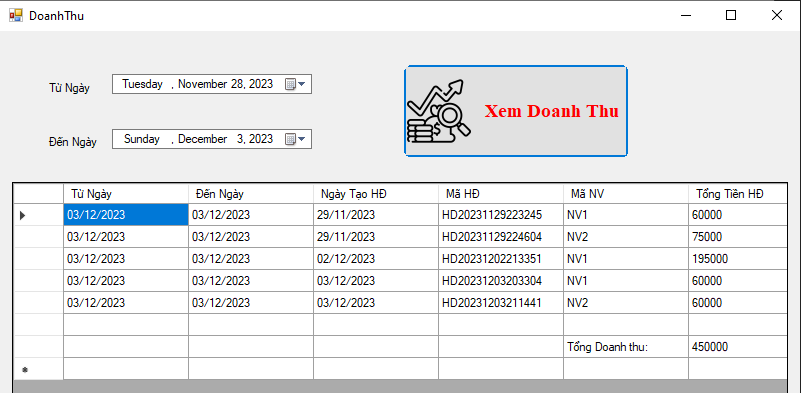 DoanhThu
Từ Ngày
Tuesday , November 28, 2023
Xem Doanh Thu
Đến Ngày
Sunday , December 3, 2023
Từ Ngày Đến Ngày Ngày Tạo HĐ Mã HĐ Mã NV Tổng Tiền HĐ
03/12/2023 03/12/2023 29/11/2023 HD20231129223245 NV1 60000
03/12/2023 03/12/2023 29/11/2023 HD20231129224604 NV2 75000
03/12/2023 03/12/2023 02/12/2023 HD20231202213351 NV1 195000
03/12/2023 03/12/2023 03/12/2023 HD20231203203304 NV1 60000
03/12/2023 03/12/2023 03/12/2023 HD20231203211441 NV2 60000
Tổng Doanh thu: 450000